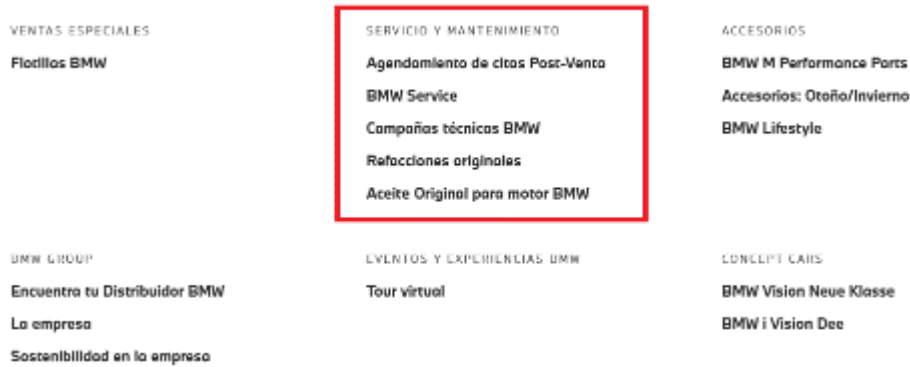 VENTAS ESPECIALES
Flotillas BMW
SERVICIO Y MANTENIMIENTO
Agendamiento de citas Post-Venta
BMW Service
Campañas técnicas BMW
Refacciones originales
Aceite Original para motor BMW
ACCESORIOS
BMW M Performance Parts
Accesorios: Otoño/Invierno
BMW Lifestyle
BMW GROUP
Encuentra tu Distribuidor BMW
La empresa
Sostenibilidad en la empresa
EVENTOS Y EXPERIENCIAS BMW
Tour virtual
CONCEPT CARS
BMW Vision Neue Klasse
BMW i Vision Dee